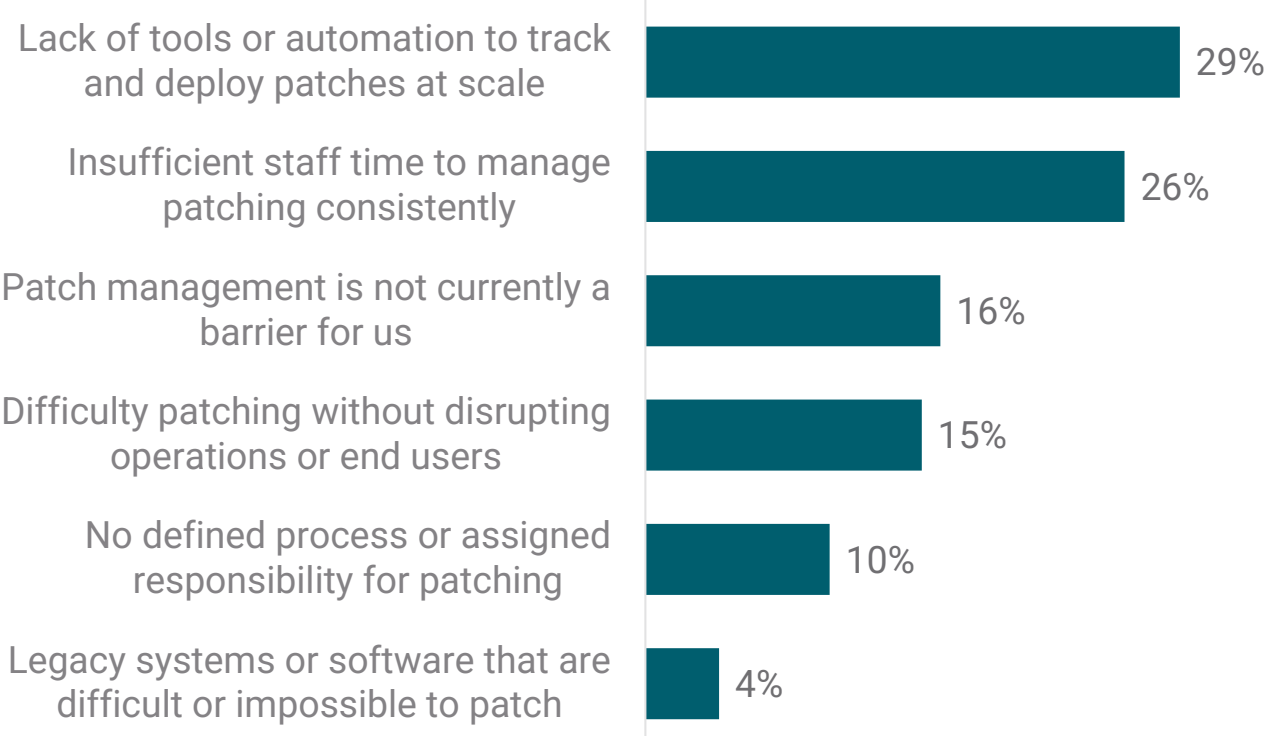 Lack of tools or automation to track
and deploy patches at scale
29%
Insufficient staff time to manage
patching consistently
26%
Patch management is not currently a
barrier for us
16%
Difficulty patching without disrupting
operations or end users
15%
No defined process or assigned
responsibility for patching
10%
Legacy systems or software that are
difficult or impossible to patch
4%